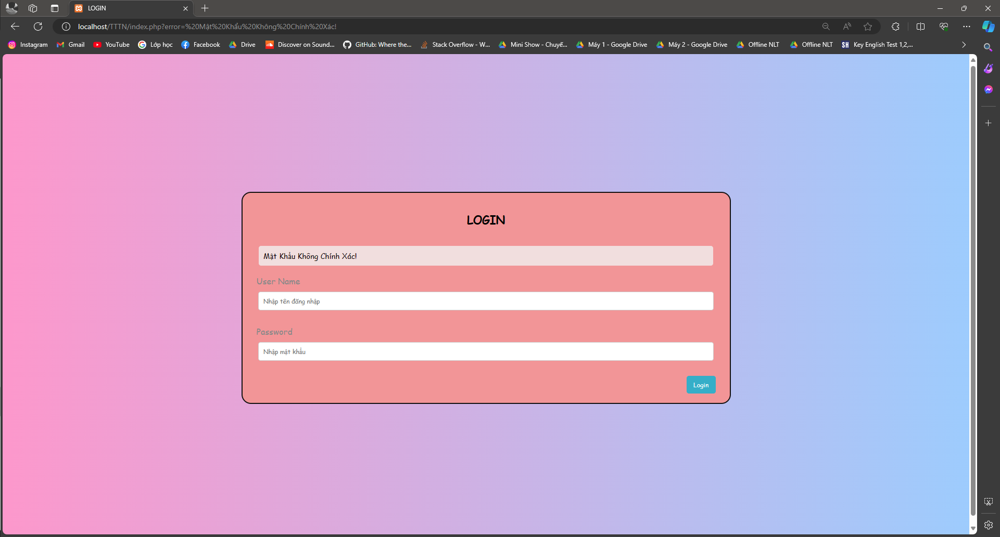 LOGIN
localhost/TTTN/index.php?error=%20Mật%20Khẩu%20Không%20Chính%20Xác!
Instagram Gmail YouTube Lớp học Facebook Drive Discover on Sound... GitHub: Where the... Stack Overflow - W... Mini Show - Chuyế... Máy 1 - Google Drive Máy 2 - Google Drive Offline NLT Offline NLT SH Key English Test 1,2,...
LOGIN
Mật Khẩu Không Chính Xác!
User Name
Nhập tên đăng nhập
Password
Nhập mật khẩu
Login